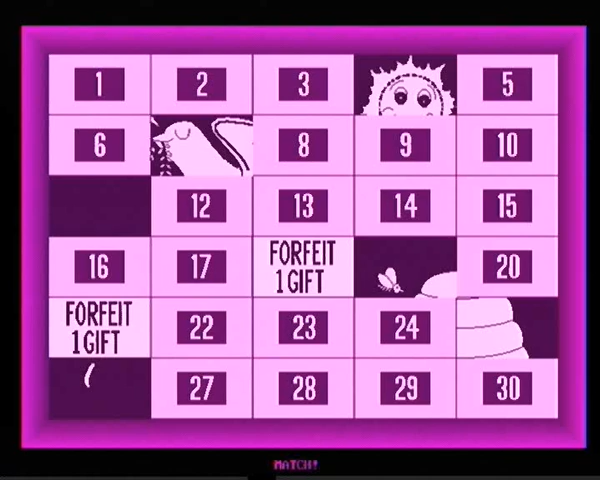 1 2 3 5
6 8 9 10
12 13 14 15
16 17 FORFEIT
1 GIFT 20
FORFEIT
1 GIFT 22 23 24
27 28 29 30
MATCH!